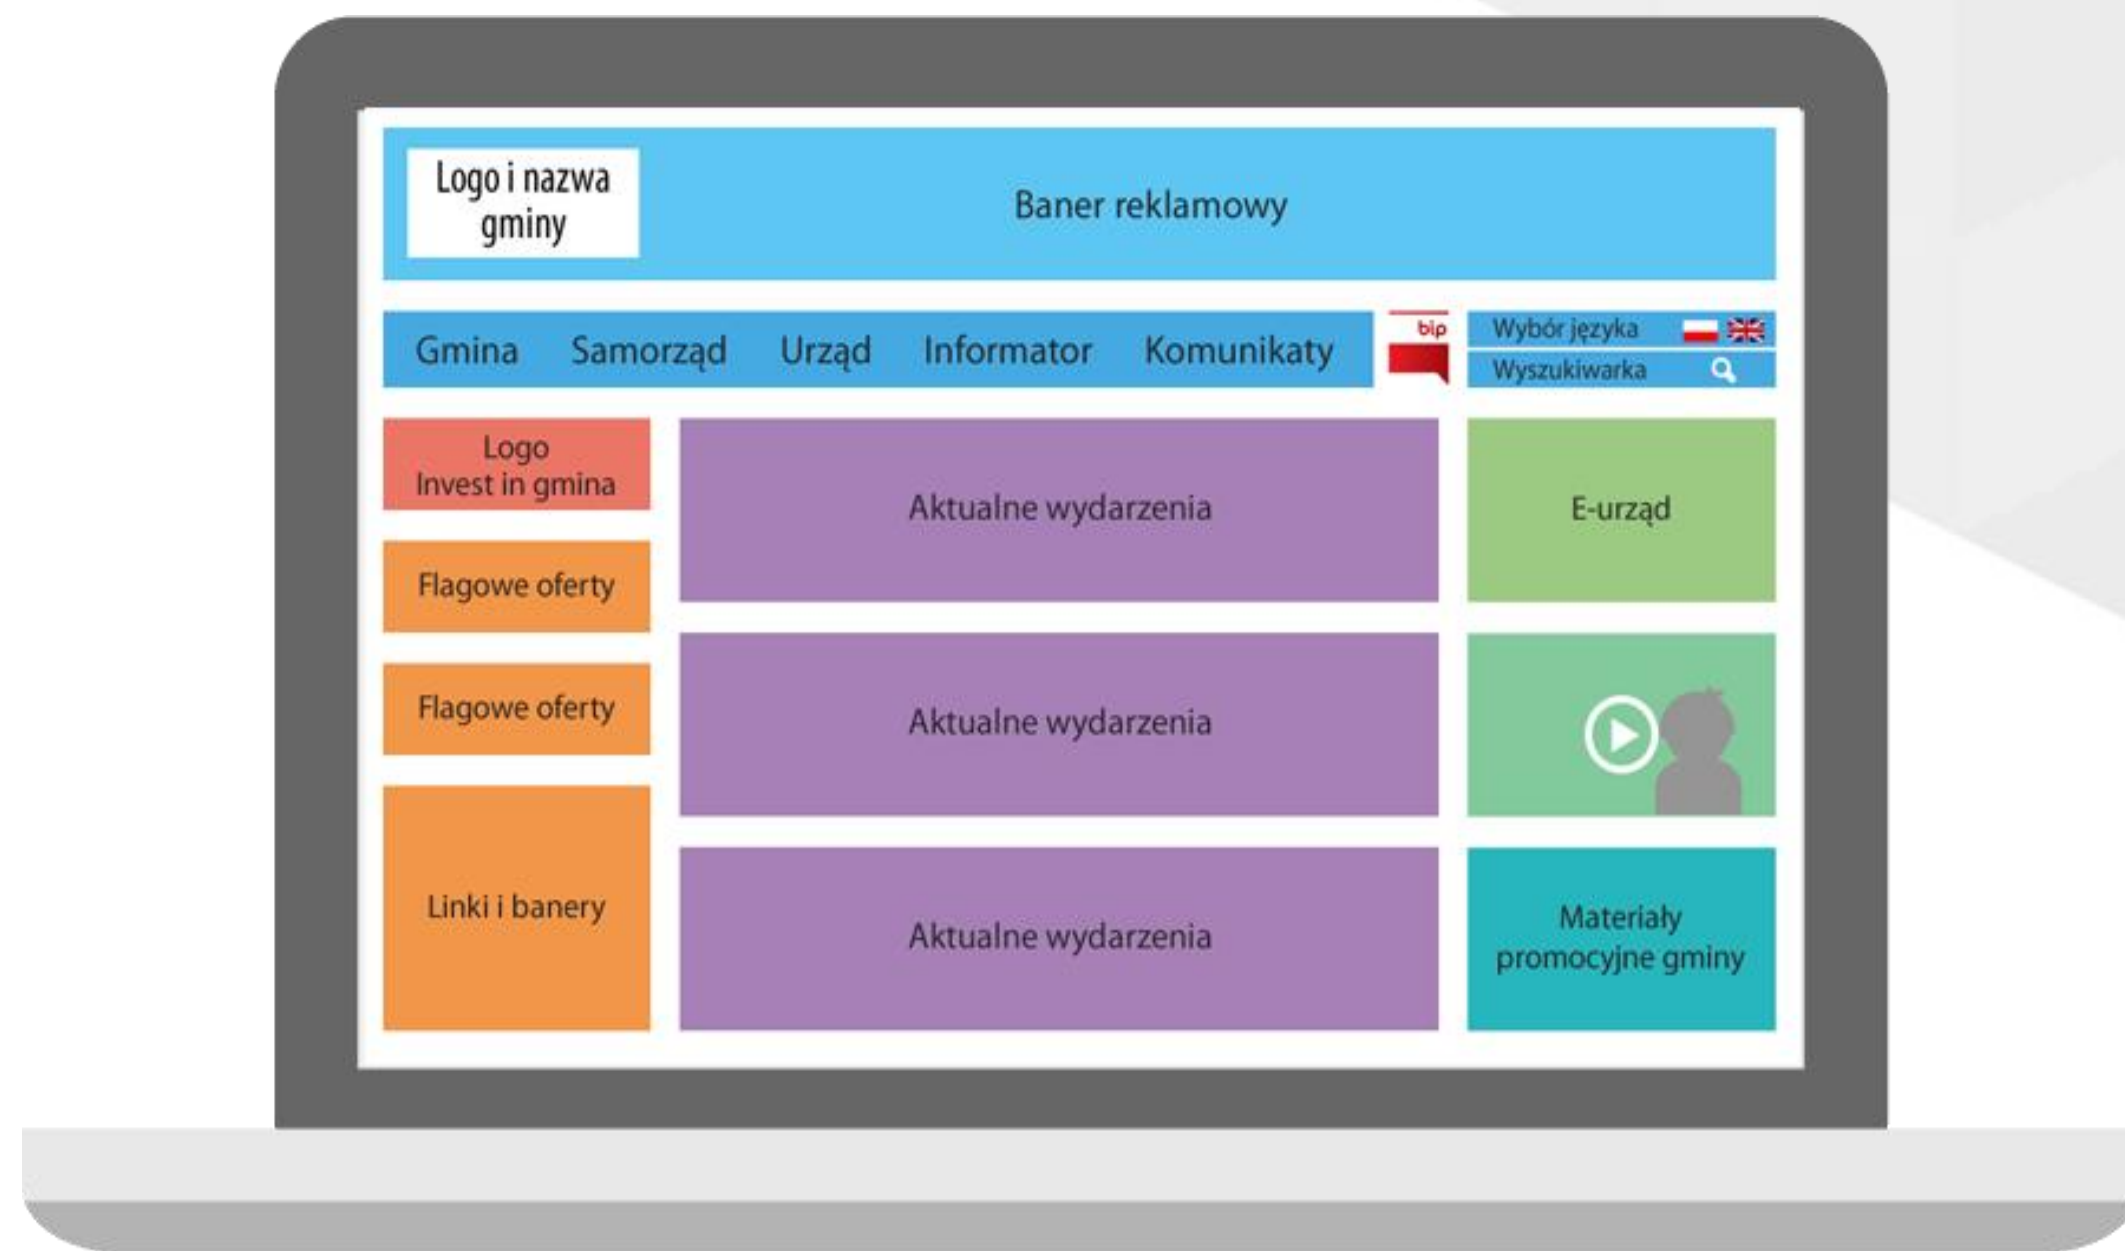 Logo i nazwa
gminy
Baner reklamowy
Gmina Samorząd Urząd Informator Komunikaty
bip
Wybór języka
Wyszukiwarka
Logo
Invest in gmina
Flagowe oferty
Flagowe oferty
Linki i banery
Aktualne wydarzenia
Aktualne wydarzenia
Aktualne wydarzenia
E-urząd
Materiały
promocyjne gminy